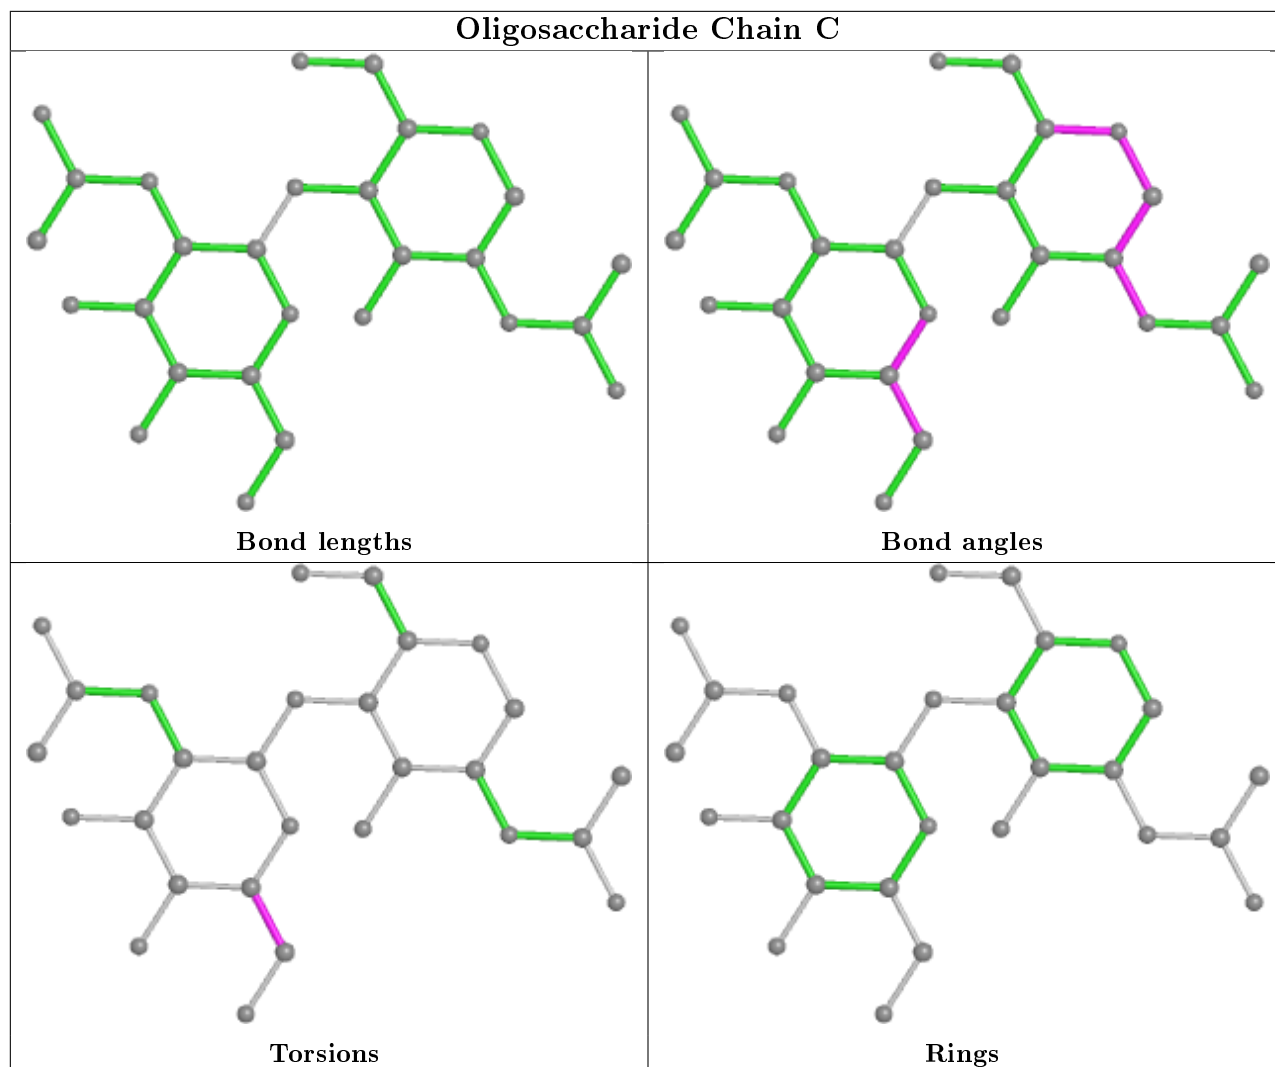 Oligosaccharide Chain C
Bond lengths
Bond angles
Torsions
Rings